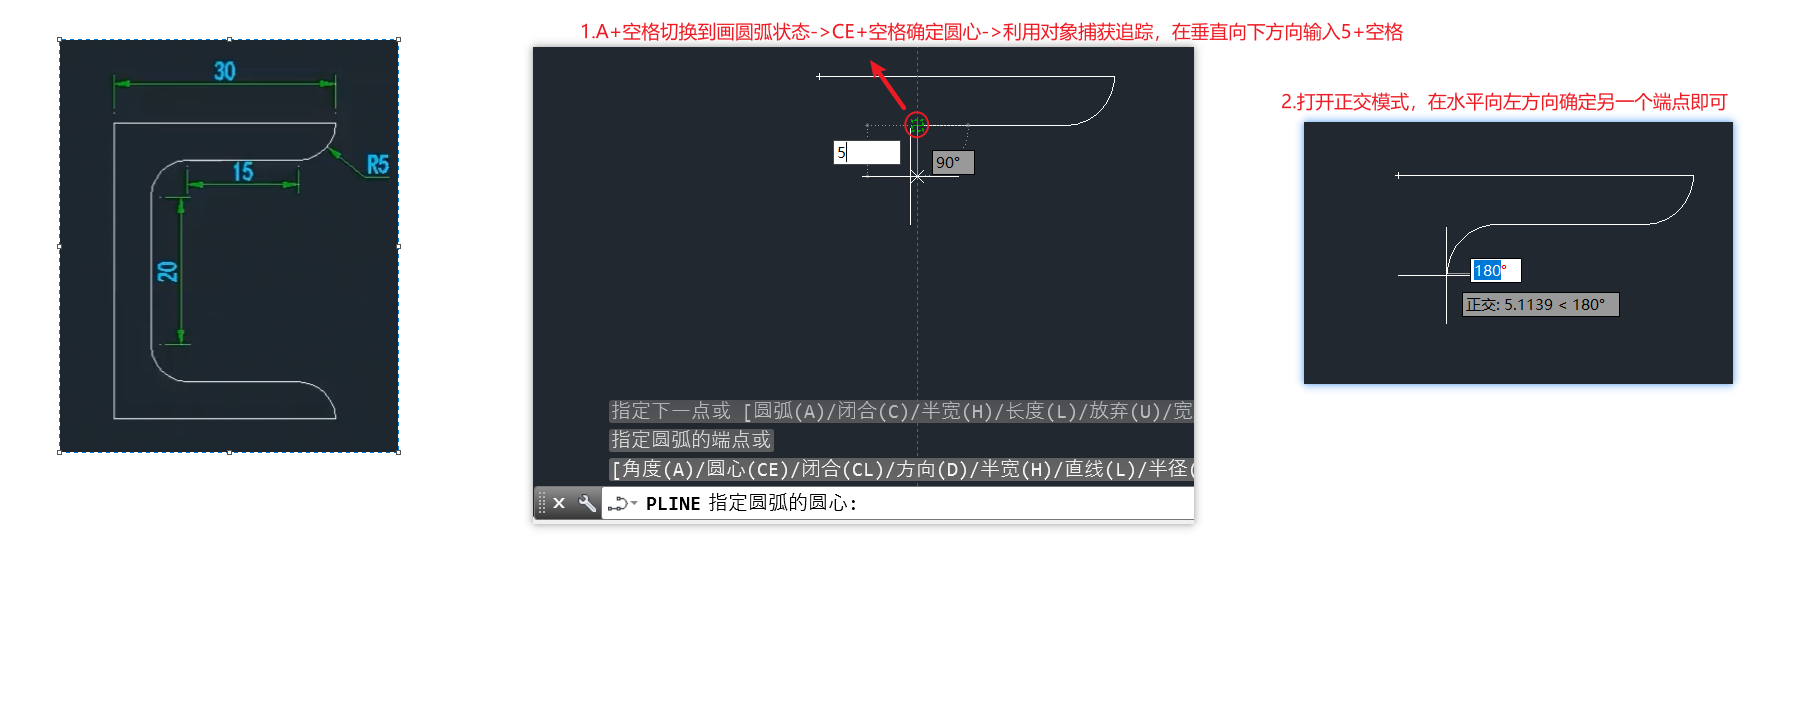 1.A+空格切换到画圆弧状态->CE+空格确定圆心->利用对象捕获追踪，在垂直向下方向输入5+空格
30
R5
15
20
5
90°
指定下一点或 [圆弧(A)/闭合(C)/半宽(H)/长度(L)/放弃(U)/宽
指定圆弧的端点或
[角度(A)/圆心(CE)/闭合(CL)/方向(D)/半宽(H)/直线(L)/半径(
PLINE 指定圆弧的圆心:
2.打开正交模式，在水平向左方向确定另一个端点即可
180°
正交: 5.1139 < 180°